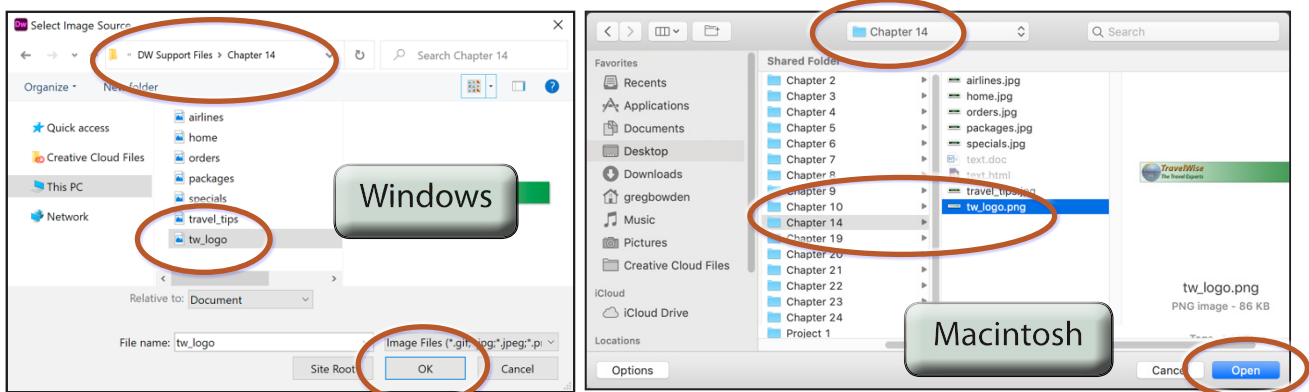 Dw Select Image Source
DW Support Files > Chapter 14
Search Chapter 14
Organize
New folder
Quick access
Creative Cloud Files
This PC
Network
airlines
home
orders
packages
specials
travel_tips
tw_logo
Windows
Relative to: Document
File name: tw_logo
Image Files (*.gif;*.jpg;*.jpeg;*.p
Site Root
OK
Cancel
Chapter 14
Search
Favorites
Recents
Applications
Documents
Desktop
Downloads
gregbowden
Music
Pictures
Creative Cloud Files
iCloud
iCloud Drive
Locations
Shared Folder
Chapter 2
Chapter 3
Chapter 4
Chapter 5
Chapter 6
Chapter 7
Chapter 8
Chapter 9
Chapter 10
Chapter 14
Chapter 19
Chapter 20
Chapter 21
Chapter 22
Chapter 23
Chapter 24
Project 1
airlines.jpg
home.jpg
orders.jpg
packages.jpg
specials.jpg
text.doc
text.html
travel_tips.jpg
tw_logo.png
TravelWise
The Travel Experts
tw_logo.png
PNG image - 86 KB
Macintosh
Options
Cancel
Open